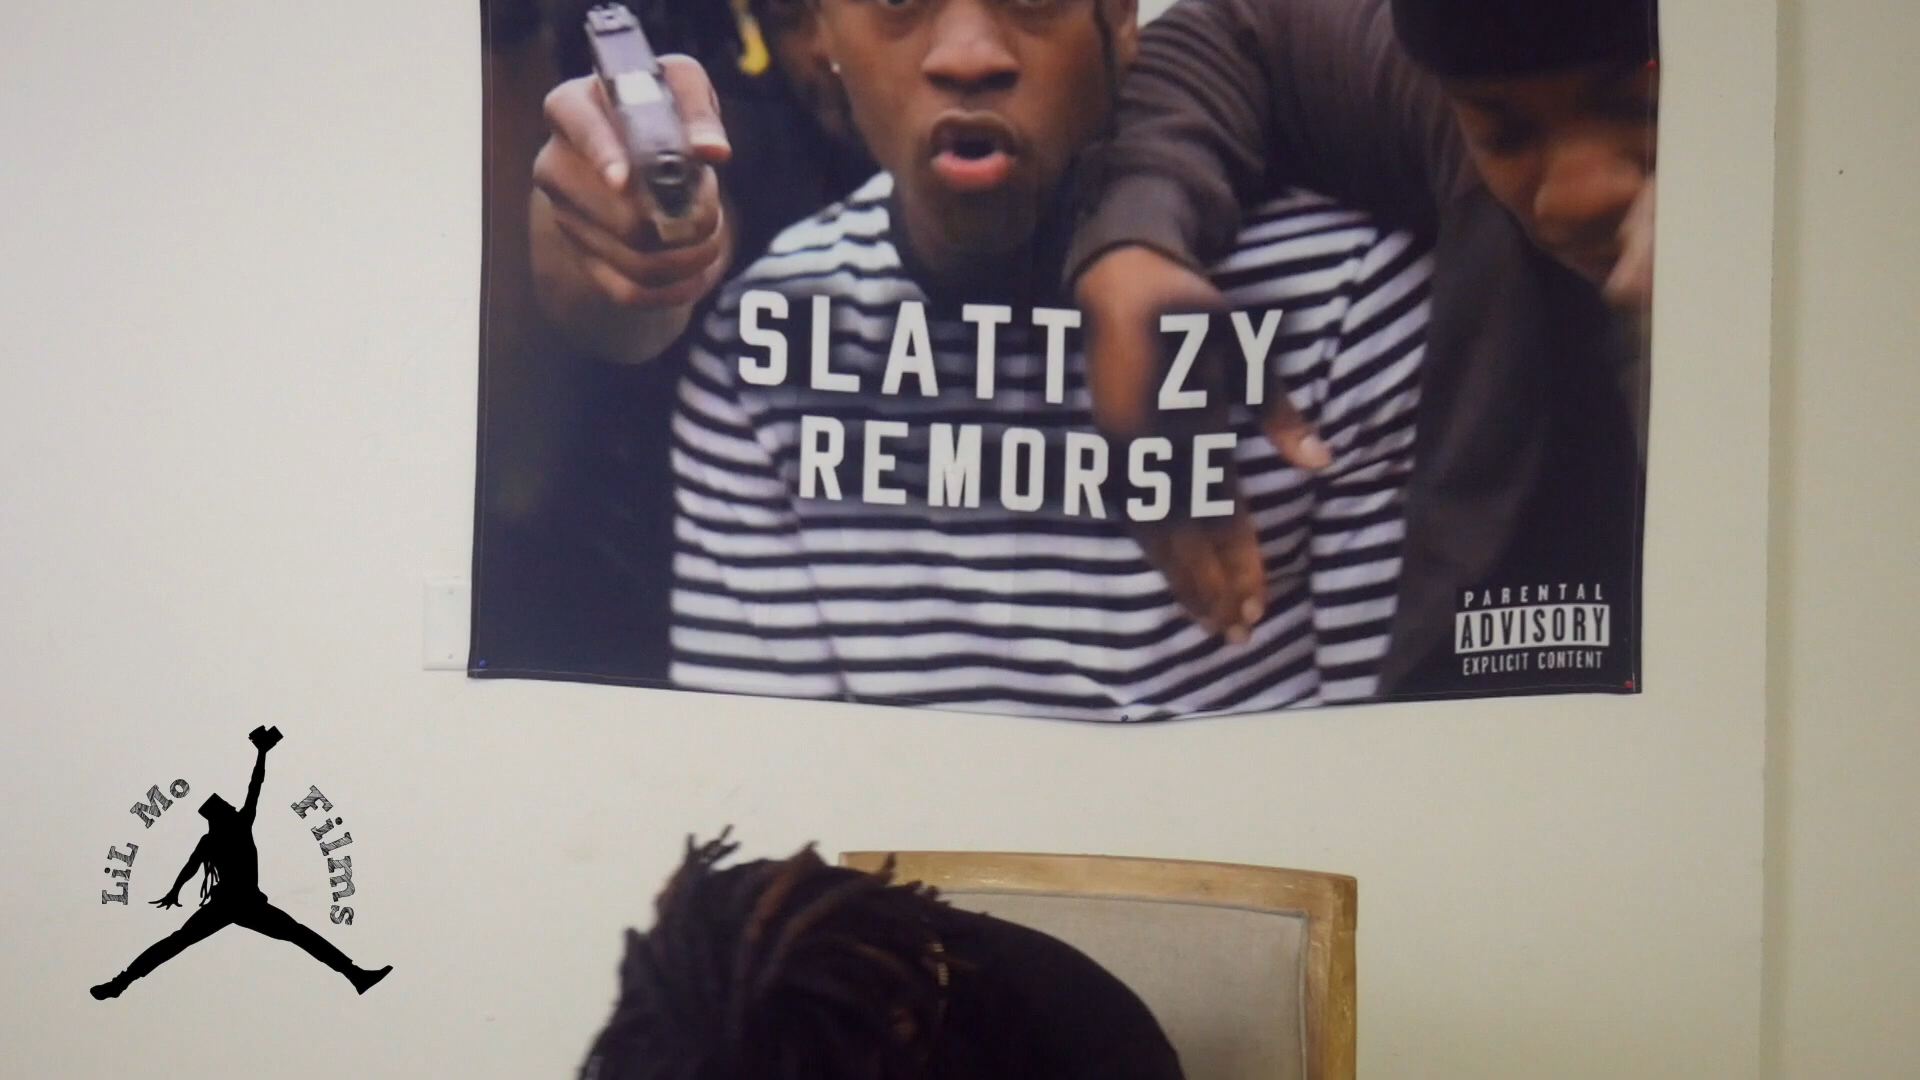 SLATT ZY
REMORSE
PARENTAL
ADVISORY
EXPLICIT CONTENT
LiL Mo Films